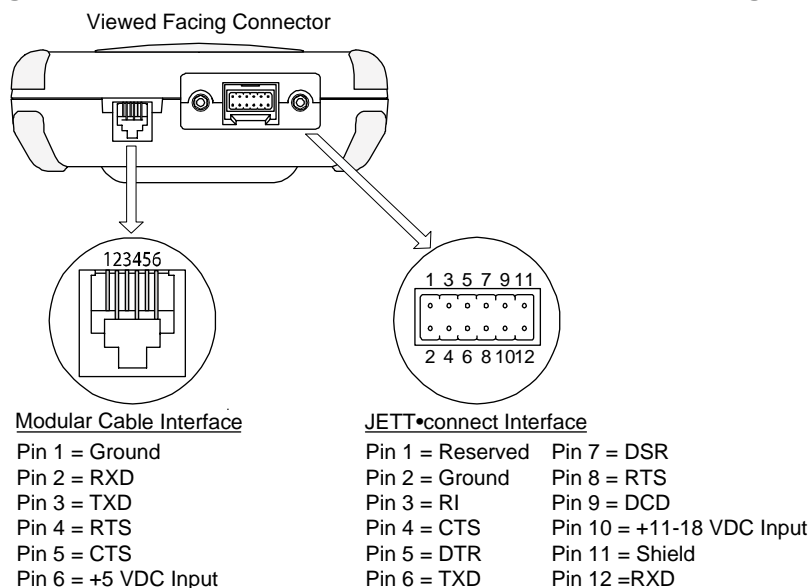 Viewed Facing Connector
123456
1 3 5 7 9 11
2 4 6 8 1012
Modular Cable Interface
Pin 1 = Ground
Pin 2 = RXD
Pin 3 = TXD
Pin 4 = RTS
Pin 5 = CTS
Pin 6 = +5 VDC Input
JETT•connect Interface
Pin 1 = Reserved Pin 7 = DSR
Pin 2 = Ground Pin 8 = RTS
Pin 3 = RI Pin 9 = DCD
Pin 4 = CTS Pin 10 = +11-18 VDC Input
Pin 5 = DTR Pin 11 = Shield
Pin 6 = TXD Pin 12 =RXD